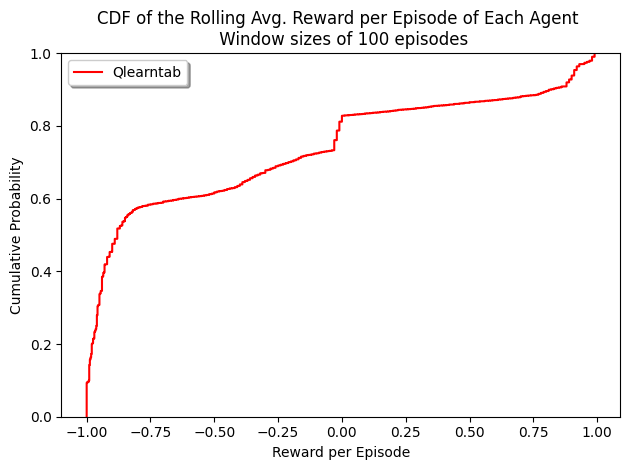 CDF of the Rolling Avg. Reward per Episode of Each Agent
Window sizes of 100 episodes
Qlearntab
Cumulative Probability
1.0
0.8
0.6
0.4
0.2
0.0
−1.00 −0.75 −0.50 −0.25 0.00 0.25 0.50 0.75 1.00
Reward per Episode